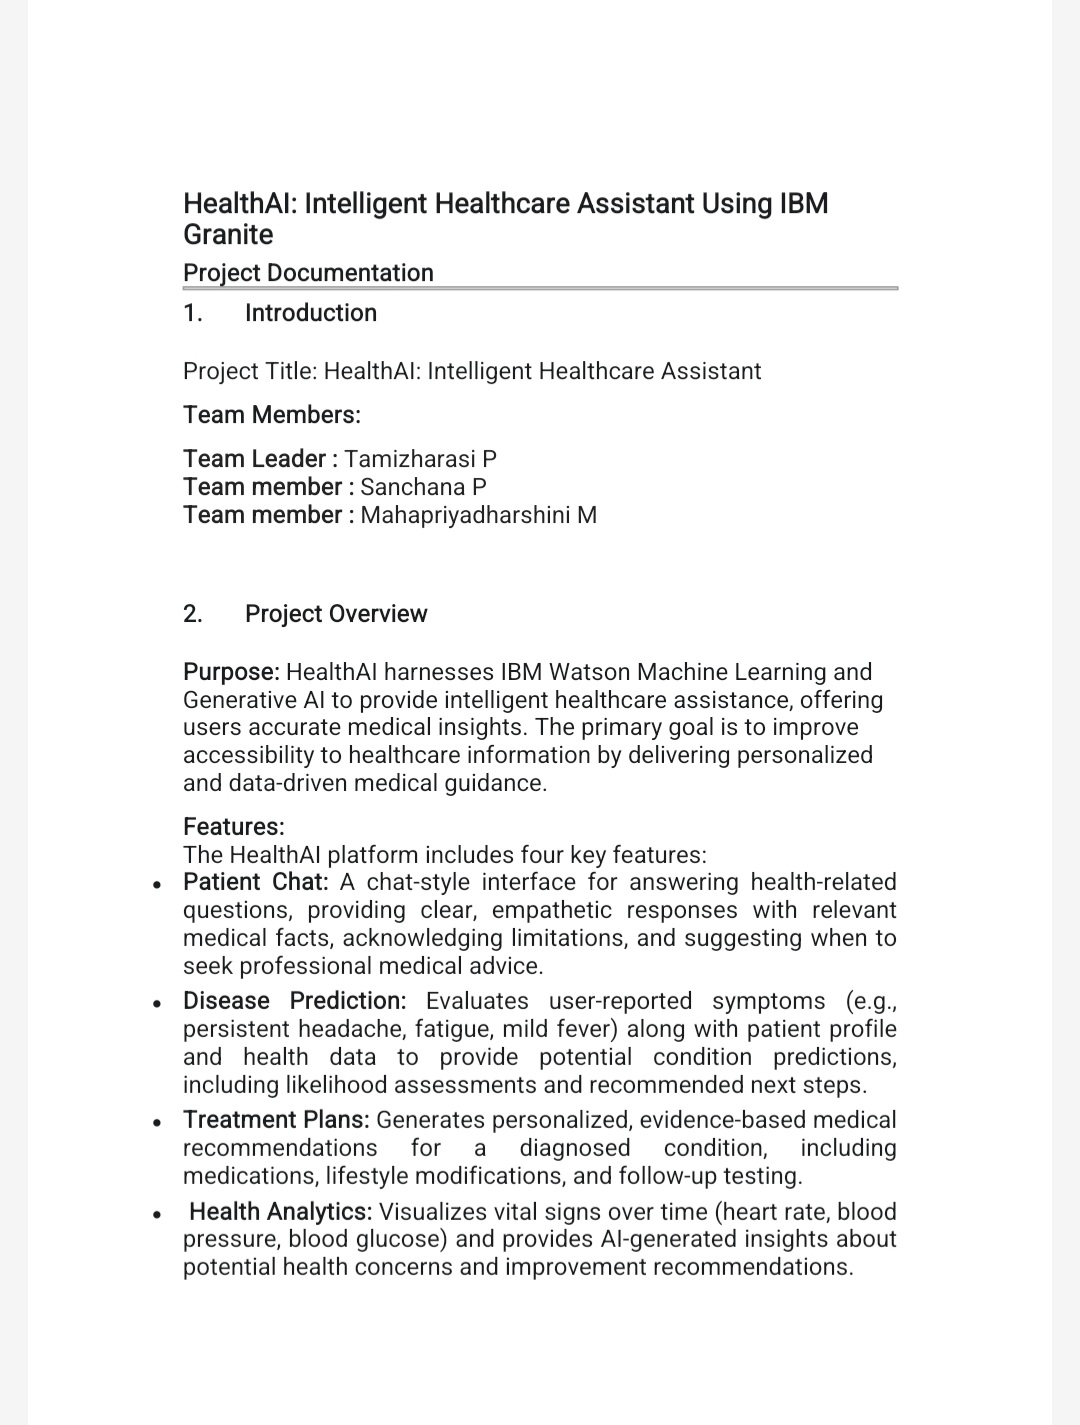 HealthAI: Intelligent Healthcare Assistant Using IBM
Granite
Project Documentation
1. Introduction
Project Title: HealthAI: Intelligent Healthcare Assistant
Team Members:
Team Leader : Tamizharasi P
Team member : Sanchana P
Team member : Mahapriyadharshini M
2. Project Overview
Purpose: HealthAI harnesses IBM Watson Machine Learning and
Generative AI to provide intelligent healthcare assistance, offering
users accurate medical insights. The primary goal is to improve
accessibility to healthcare information by delivering personalized
and data-driven medical guidance.
Features:
The HealthAI platform includes four key features:
• Patient Chat: A chat-style interface for answering health-related
questions, providing clear, empathetic responses with relevant
medical facts, acknowledging limitations, and suggesting when to
seek professional medical advice.
• Disease Prediction: Evaluates user-reported symptoms (e.g.,
persistent headache, fatigue, mild fever) along with patient profile
and health data to provide potential condition predictions,
including likelihood assessments and recommended next steps.
• Treatment Plans: Generates personalized, evidence-based medical
recommendations for a diagnosed condition, including
medications, lifestyle modifications, and follow-up testing.
• Health Analytics: Visualizes vital signs over time (heart rate, blood
pressure, blood glucose) and provides AI-generated insights about
potential health concerns and improvement recommendations.